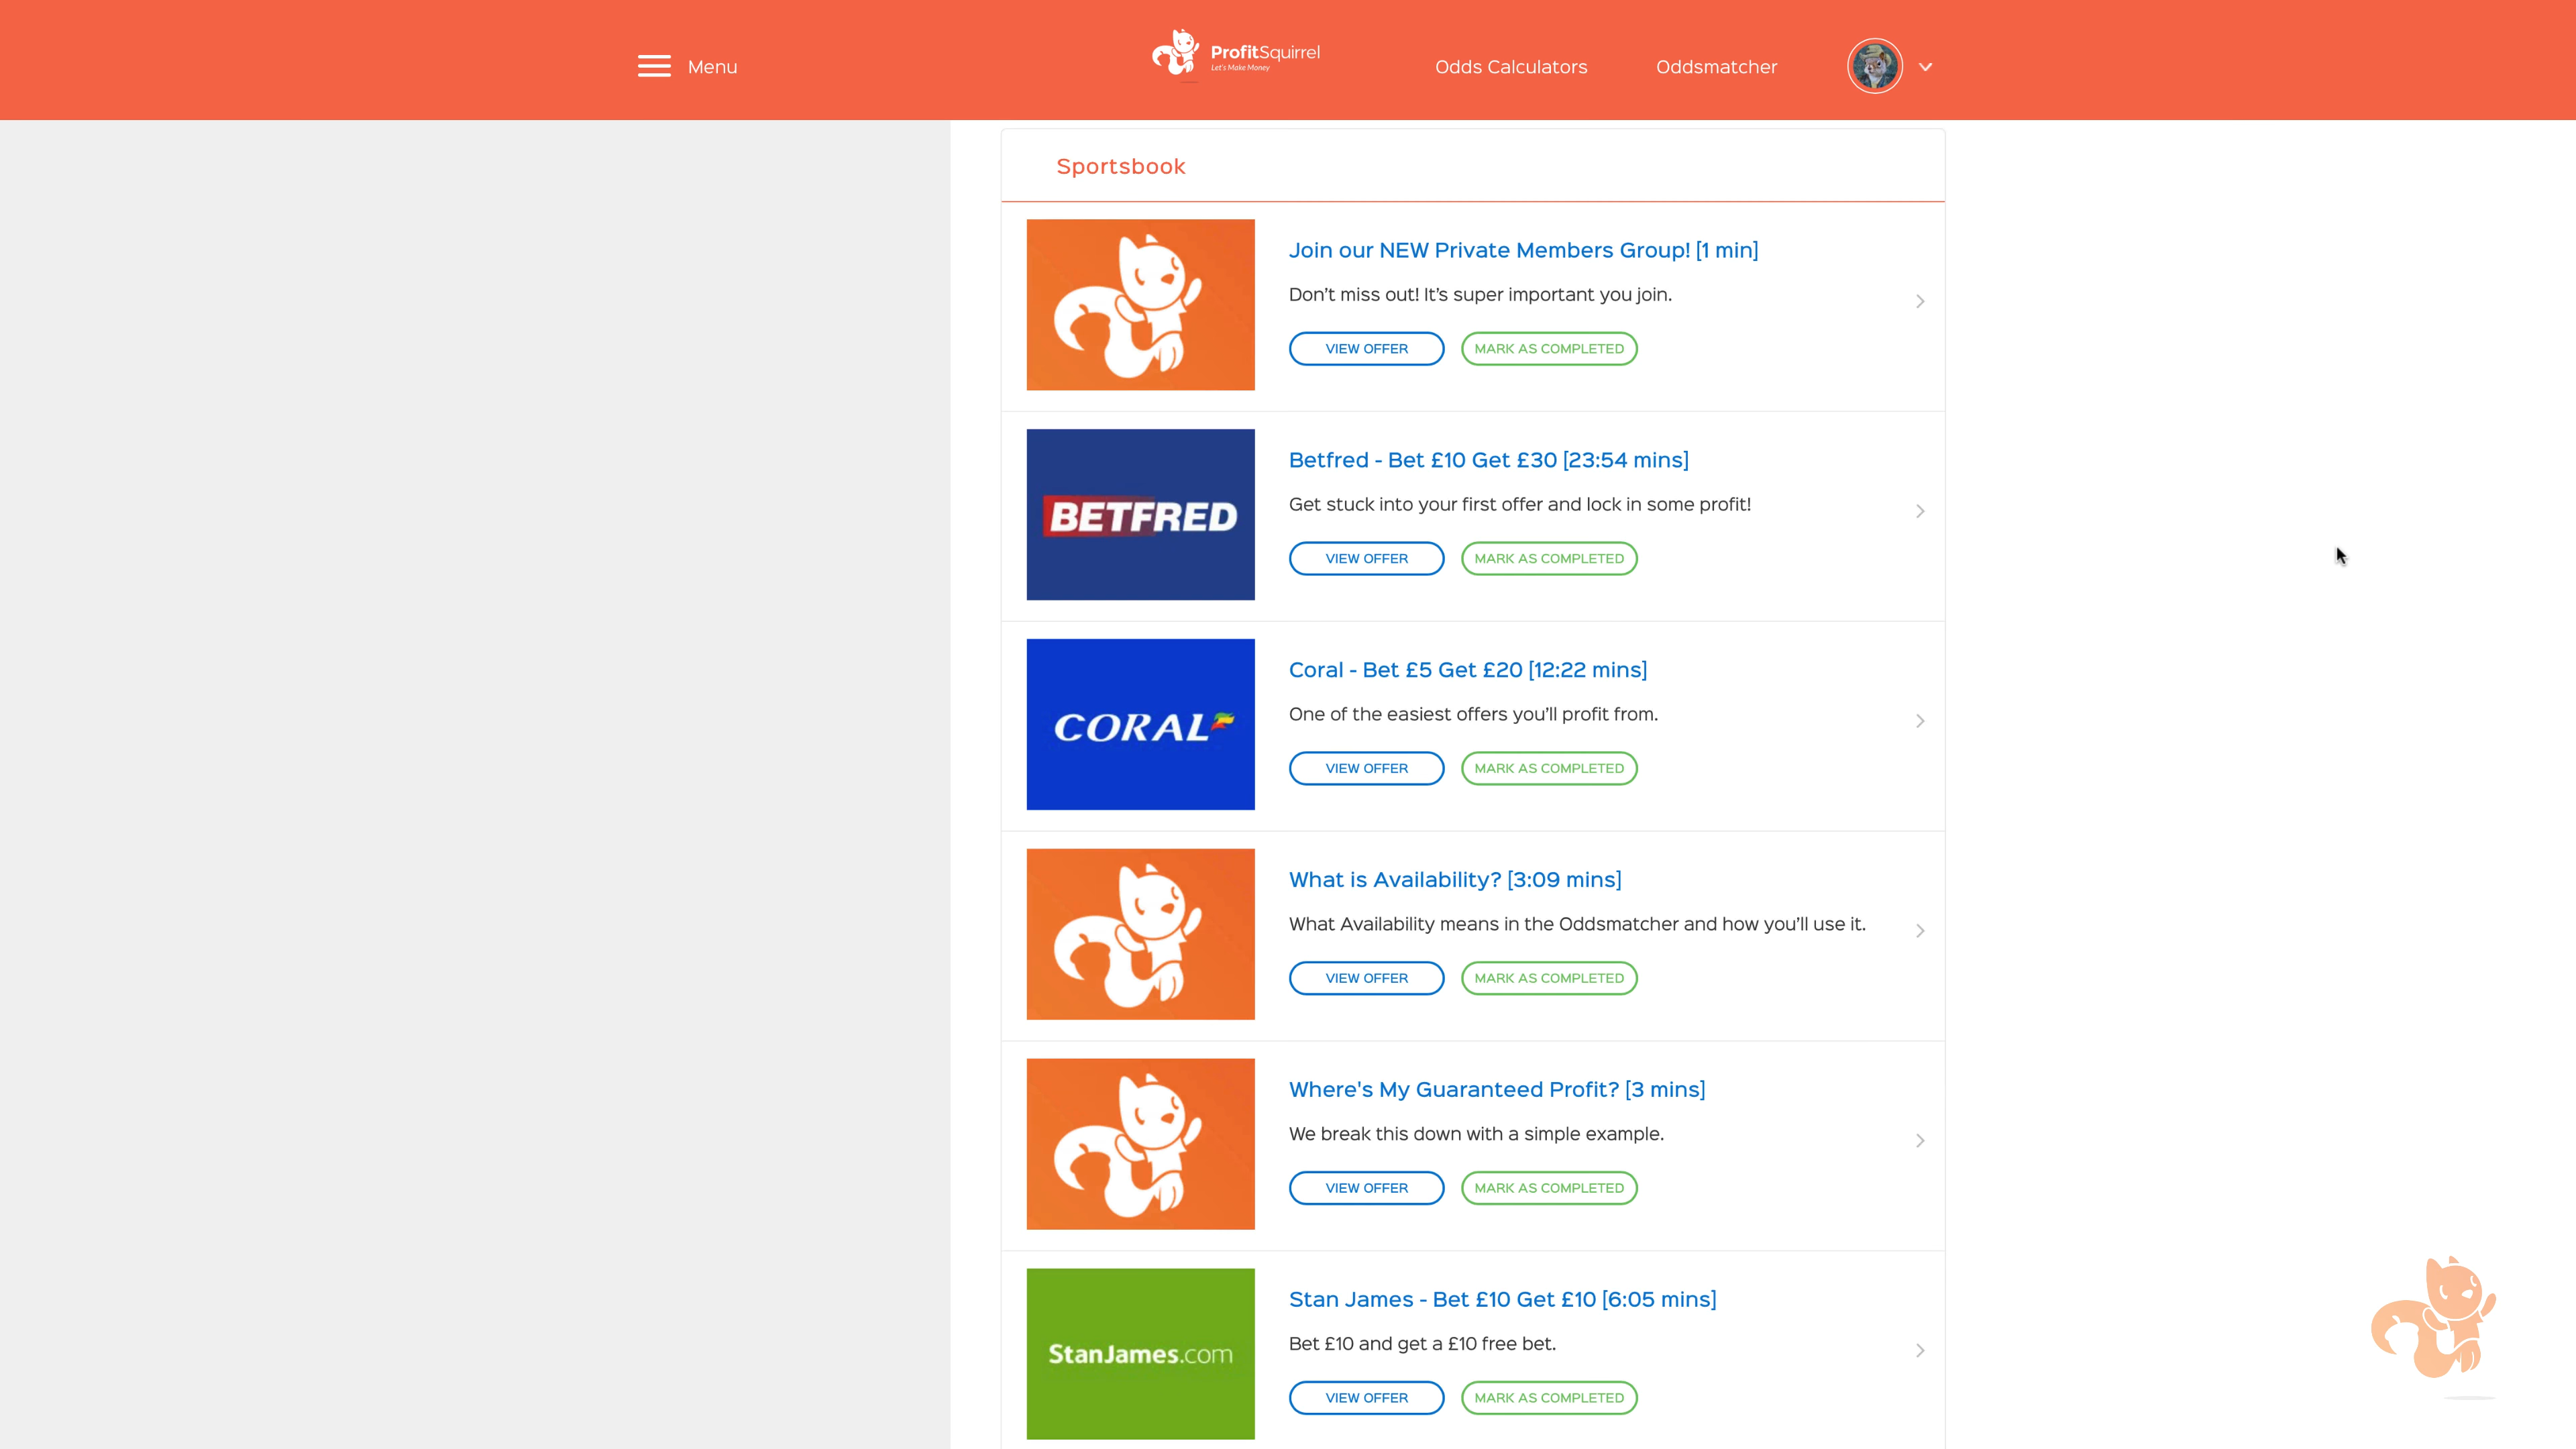 Menu
ProfitSquirrel
Let's Make Money
Odds Calculators
Oddsmatcher
Sportsbook
Join our NEW Private Members Group! [1 min]
Don't miss out! It's super important you join.
VIEW OFFER
MARK AS COMPLETED
BETFRED
Betfred - Bet £10 Get £30 [23:54 mins]
Get stuck into your first offer and lock in some profit!
VIEW OFFER
MARK AS COMPLETED
CORAL
Coral - Bet £5 Get £20 [12:22 mins]
One of the easiest offers you'll profit from.
VIEW OFFER
MARK AS COMPLETED
What is Availability? [3:09 mins]
What Availability means in the Oddsmatcher and how you'll use it.
VIEW OFFER
MARK AS COMPLETED
Where's My Guaranteed Profit? [3 mins]
We break this down with a simple example.
VIEW OFFER
MARK AS COMPLETED
StanJames.com
Stan James - Bet £10 Get £10 [6:05 mins]
Bet £10 and get a £10 free bet.
VIEW OFFER
MARK AS COMPLETED